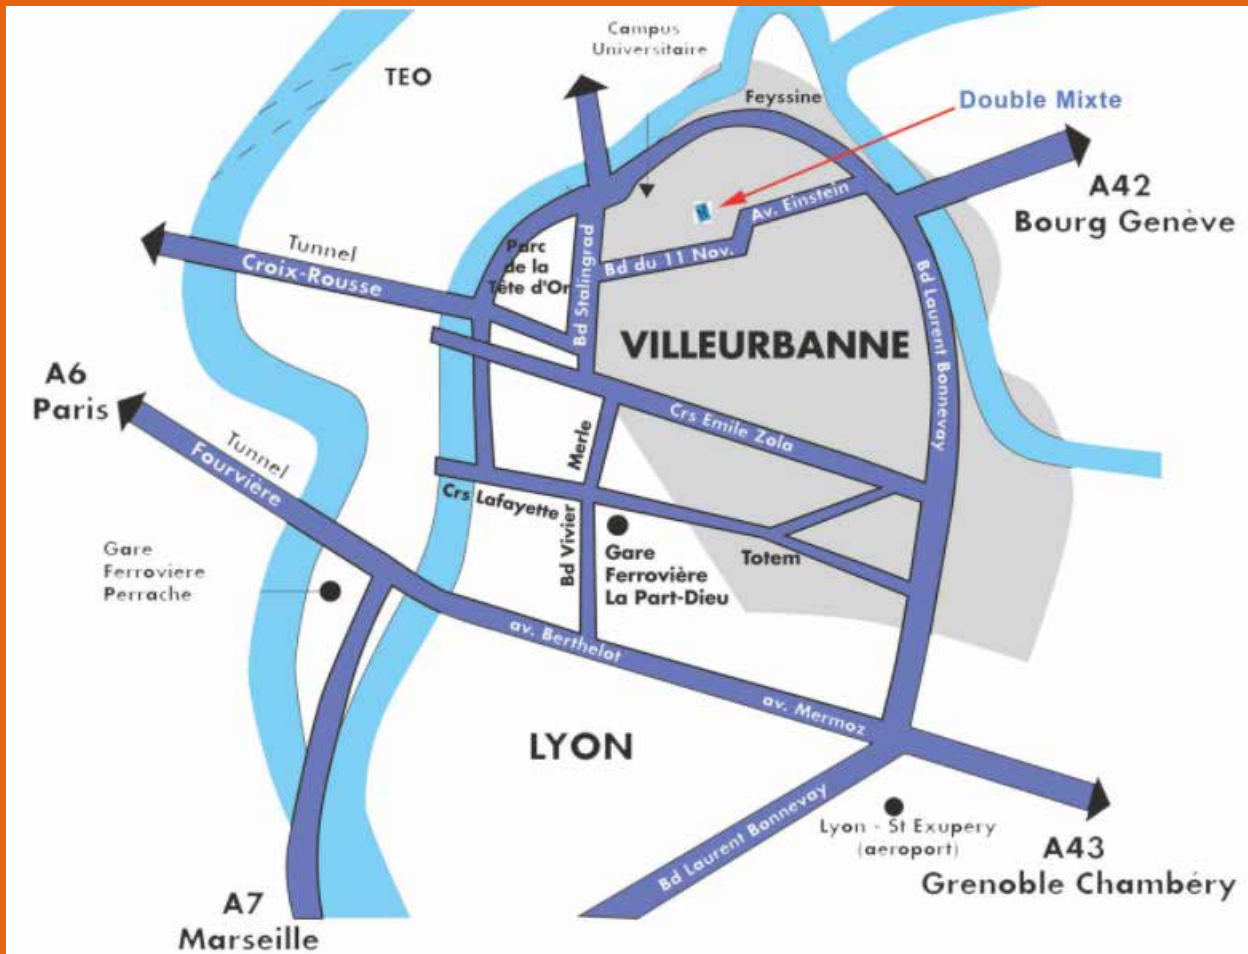 Campus
Universitaire
TEO
Feyssine
Double Mixte
A42
Bourg Genève
Av. Einstein
Bd du 11 Nov.
Bd Stalingrad
Parc
de la
Tête d'Or
Tunnel
Croix-Rousse
Bd Laurent Bonnevay
VILLEURBANNE
A6
Paris
Tunnel
Fourvière
Crs Emile Zola
Merle
Crs Lafayette
Bd Vivier
Gare
Ferrovière
La Part-Dieu
Totem
Gare
Ferroviere
Perrache
av. Berthelot
av. Mermoz
LYON
Bd Laurent Bonnevay
Lyon - St Exupery
(aeroport)
A43
Grenoble Chambéry
A7
Marseille